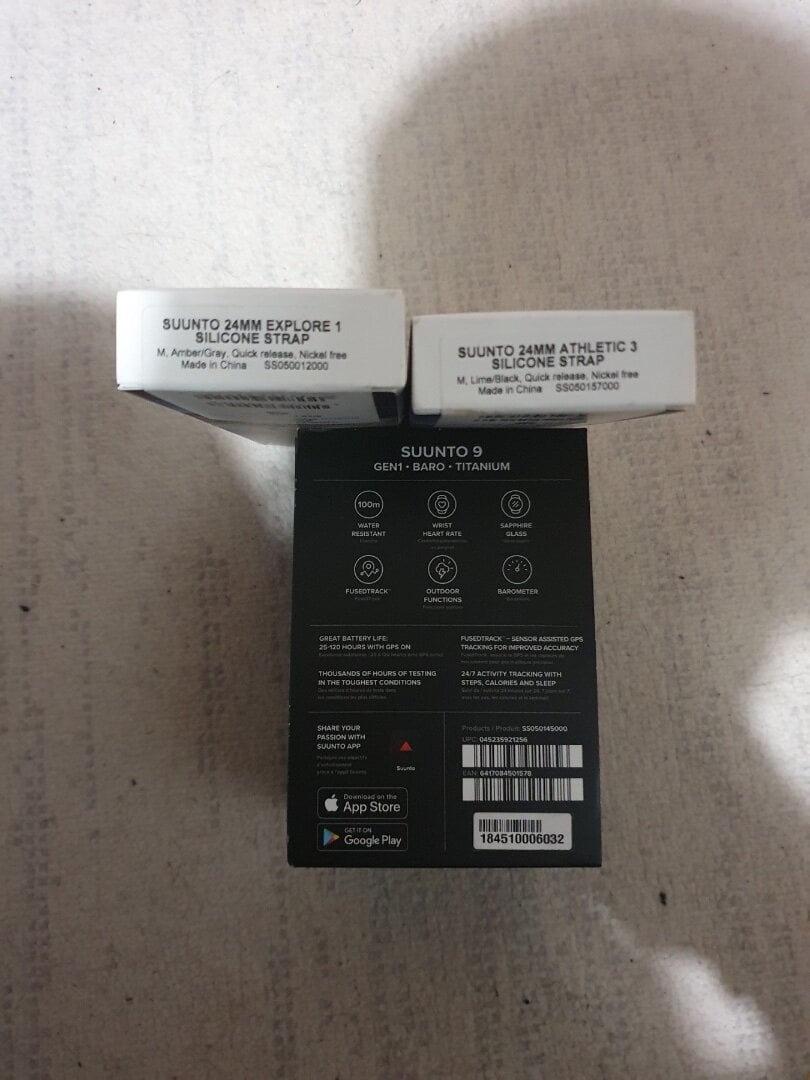 SUUNTO 24MM EXPLORE 1
SILICONE STRAP
M, Amber/Gray, Quick release, Nickel free
Made in China SS050012000
SUUNTO 24MM ATHLETIC 3
SILICONE STRAP
M, Lime/Black, Quick release, Nickel free
Made in China SS050157000
SUUNTO 9
GEN1 • BARO • TITANIUM
100m
WATER
RESISTANT
WRIST
HEART RATE
SAPPHIRE
GLASS
FUSEDTRACK™
OUTDOOR
FUNCTIONS
BAROMETER
GREAT BATTERY LIFE:
25-120 HOURS WITH GPS ON
FUSEDTRACK™ – SENSOR ASSISTED GPS
TRACKING FOR IMPROVED ACCURACY
THOUSANDS OF HOURS OF TESTING
IN THE TOUGHEST CONDITIONS
24/7 ACTIVITY TRACKING WITH
STEPS, CALORIES AND SLEEP
SHARE YOUR
PASSION WITH
SUUNTO APP
Suunto
Download on the
App Store
GET IT ON
Google Play
Products / Produit: SS050145000
UPC: 045235921256
EAN: 6417084501578
184510006032